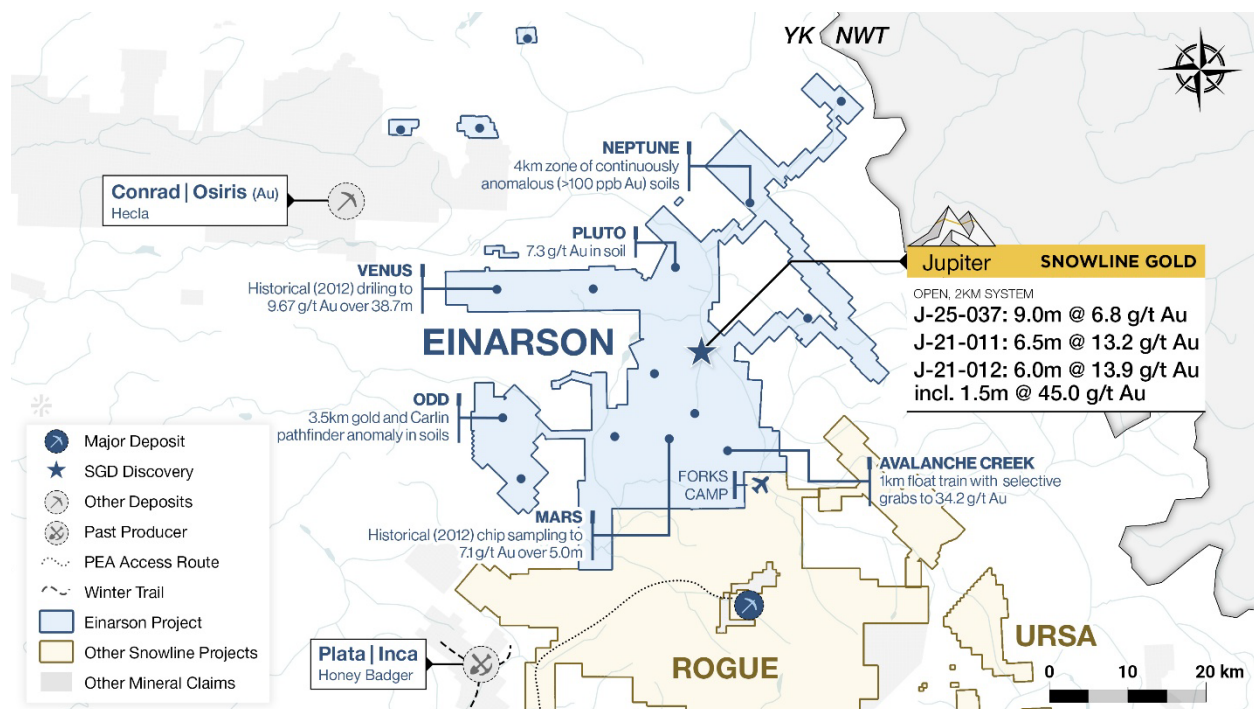 YK
NWT
NEPTUNE
4km zone of continuously
anomalous (>100 ppb Au) soils
Conrad | Osiris (Au)
Hecla
PLUTO
7.3 g/t Au in soil
VENUS
Historical (2012) driling to
9.67 g/t Au over 38.7m
EINARSON
Jupiter
SNOWLINE GOLD
OPEN, 2KM SYSTEM
J-25-037: 9.0m @ 6.8 g/t Au
J-21-011: 6.5m @ 13.2 g/t Au
J-21-012: 6.0m @ 13.9 g/t Au
incl. 1.5m @ 45.0 g/t Au
ODD
3.5km gold and Carlin
pathfinder anomaly in soils
AVALANCHE CREEK
1km float train with selective
grabs to 34.2 g/t Au
FORKS
CAMP
MARS
Historical (2012) chip sampling to
7.1 g/t Au over 5.0m
Major Deposit
SGD Discovery
Other Deposits
Past Producer
PEA Access Route
Winter Trail
Einarson Project
Other Snowline Projects
Other Mineral Claims
Plata | Inca
Honey Badger
ROGUE
URSA
0 10 20 km